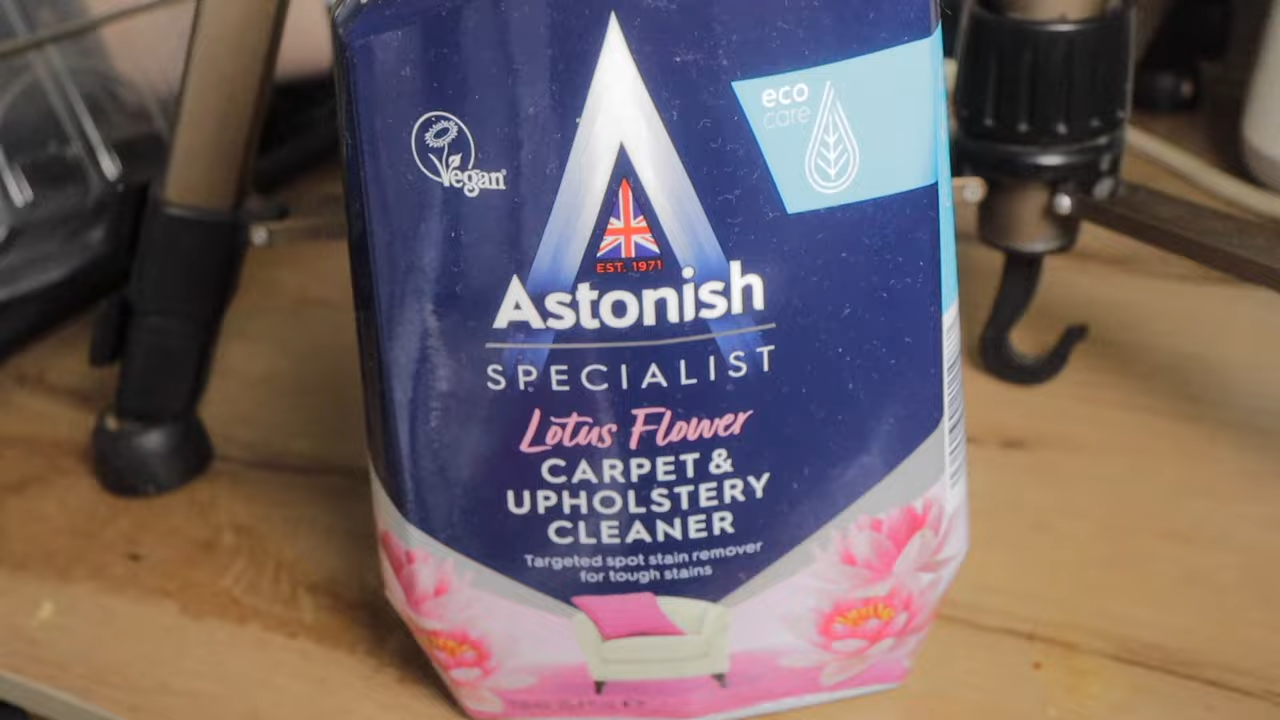 eco
care
Vegan
EST. 1971
Astonish
SPECIALIST
Lotus Flower
CARPET &
UPHOLSTERY
CLEANER
Targeted spot stain remover
for tough stains